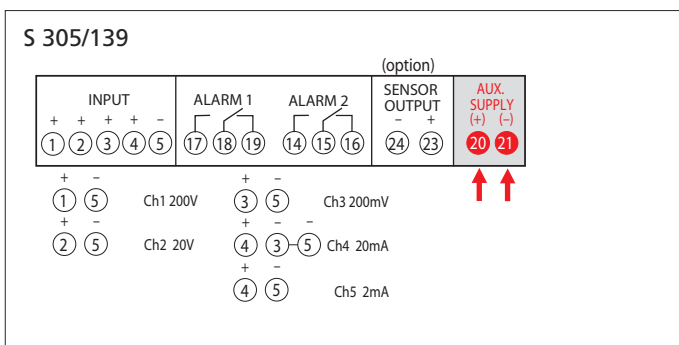 S 305/139
(option)
INPUT ALARM 1 ALARM 2 SENSOR OUTPUT AUX. SUPPLY
+ + + + – – + (+) (–)
1 2 3 4 5 17 18 19 14 15 16 24 23 20 21
+ – + –
1 5 Ch1 200V 3 5 Ch3 200mV
+ – + – –
2 5 Ch2 20V 4 3 5 Ch4 20mA
+ –
4 5 Ch5 2mA